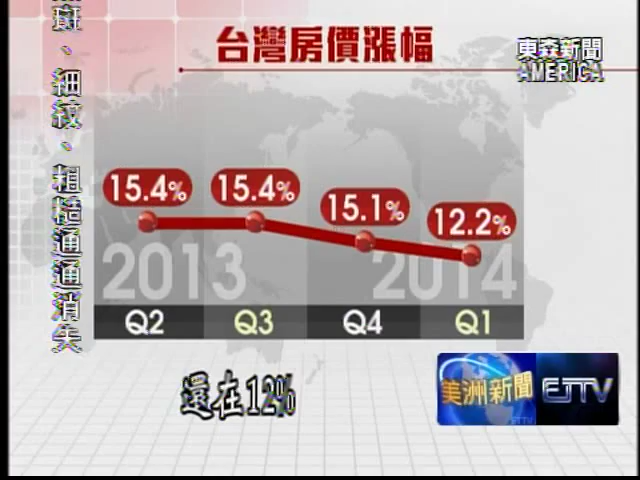 台灣房價漲幅
東森新聞
AMERICA
斑、細紋、粗糙通通消失
15.4% 15.4% 15.1% 12.2%
2013 2014
Q2 Q3 Q4 Q1
還在12%
美洲新聞 EJTV